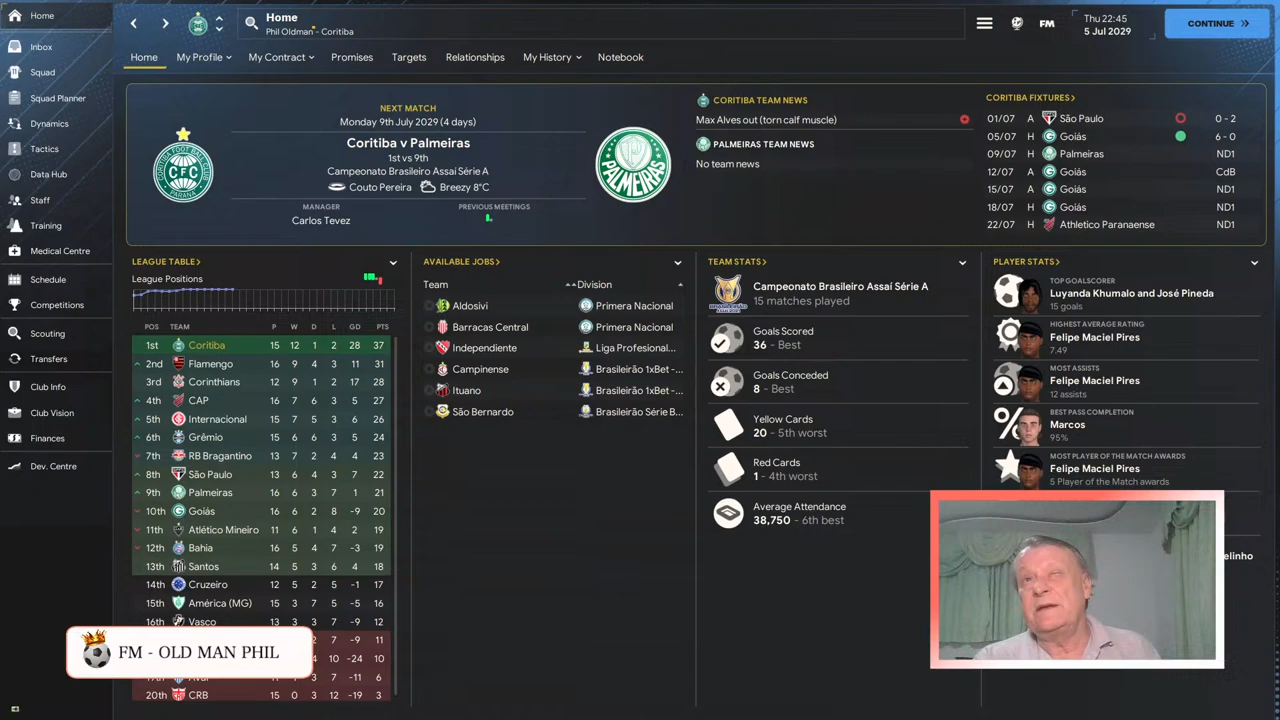 Home
Inbox
Squad
Squad Planner
Dynamics
Tactics
Data Hub
Staff
Training
Medical Centre
Schedule
Competitions
Scouting
Transfers
Club Info
Club Vision
Finances
Dev. Centre
Home
Phil Oldman - Coritiba
FM
Thu 22:45
5 Jul 2029
CONTINUE
Home
My Profile
My Contract
Promises
Targets
Relationships
My History
Notebook
NEXT MATCH
Monday 9th July 2029 (4 days)
Coritiba v Palmeiras
1st vs 9th
Campeonato Brasileiro Assaí Série A
Couto Pereira Breezy 8°C
MANAGER
Carlos Tevez
PREVIOUS MEETINGS
CORITIBA TEAM NEWS
Max Alves out (torn calf muscle)
PALMEIRAS TEAM NEWS
No team news
CORITIBA FIXTURES >
01/07 A São Paulo 0 - 2
05/07 H Goiás 6 - 0
09/07 H Palmeiras ND1
12/07 A Goiás CdB
15/07 A Goiás ND1
18/07 H Goiás ND1
22/07 H Athletico Paranaense ND1
LEAGUE TABLE >
League Positions
POS TEAM P W D L GD PTS
1st Coritiba 15 12 1 2 28 37
2nd Flamengo 16 9 4 3 11 31
3rd Corinthians 12 9 1 2 17 28
4th CAP 16 7 6 3 5 27
5th Internacional 15 7 5 3 4 26
6th Grêmio 15 6 6 3 5 24
7th RB Bragantino 13 7 2 4 4 23
8th São Paulo 13 6 4 3 7 22
9th Palmeiras 16 6 3 7 1 21
10th Goiás 16 6 2 8 -9 20
11th Atlético Mineiro 11 6 1 4 2 19
12th Bahia 16 5 4 7 -3 19
13th Santos 14 5 3 6 4 18
14th Cruzeiro 12 5 2 5 -1 17
15th América (MG) 15 3 7 5 -5 16
16th Vasco 13 3 3 7 -9 12
7 -9 11
10 -24 10
7 -11 6
20th CRB 15 0 3 12 -19 3
AVAILABLE JOBS >
Team Division
Aldosivi Primera Nacional
Barracas Central Primera Nacional
Independiente Liga Profesional...
Campinense Brasileirão 1xBet -...
Ituano Brasileirão 1xBet -...
São Bernardo Brasileirão Série B...
TEAM STATS >
Campeonato Brasileiro Assaí Série A
15 matches played
Goals Scored
36 - Best
Goals Conceded
8 - Best
Yellow Cards
20 - 5th worst
Red Cards
1 - 4th worst
Average Attendance
38,750 - 6th best
PLAYER STATS >
TOP GOALSCORER
Luyanda Khumalo and José Pineda
15 goals
HIGHEST AVERAGE RATING
Felipe Maciel Pires
7.49
MOST ASSISTS
Felipe Maciel Pires
12 assists
BEST PASS COMPLETION
Marcos
95%
MOST PLAYER OF THE MATCH AWARDS
Felipe Maciel Pires
5 Player of the Match awards
elinho
FM - OLD MAN PHIL